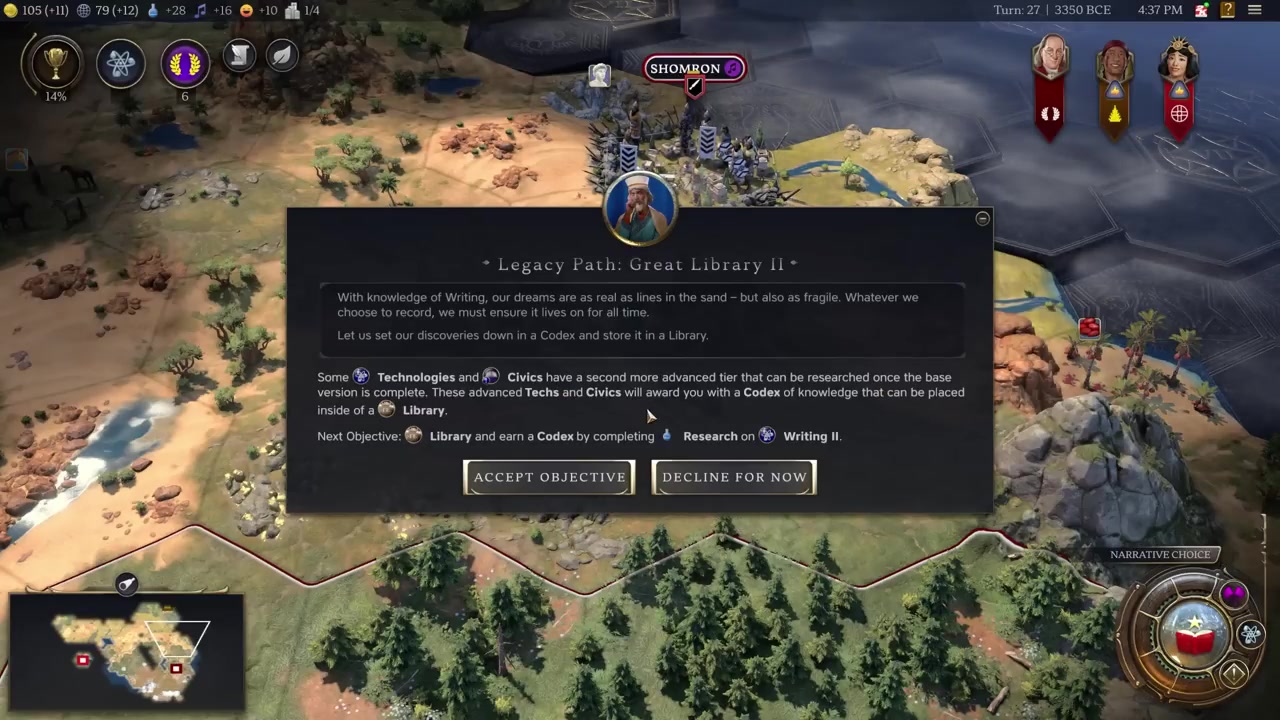 105 (+11) 79 (+12) +28 +16 +10 1/4
Turn: 27 | 3350 BCE 4:37 PM
14%
6
SHOMRON
Legacy Path: Great Library II
With knowledge of Writing, our dreams are as real as lines in the sand – but also as fragile. Whatever we
choose to record, we must ensure it lives on for all time.
Let us set our discoveries down in a Codex and store it in a Library.
Some Technologies and Civics have a second more advanced tier that can be researched once the base
version is complete. These advanced Techs and Civics will award you with a Codex of knowledge that can be placed
inside of a Library.
Next Objective: Library and earn a Codex by completing Research on Writing II.
ACCEPT OBJECTIVE
DECLINE FOR NOW
NARRATIVE CHOICE